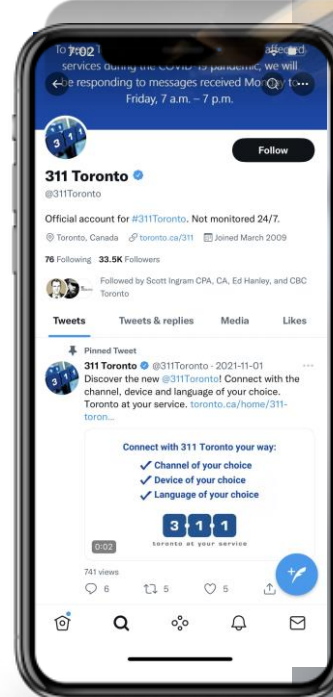 7:02
affected
services during the COVID-19 pandemic, we will
be responding to messages received Monday to
Friday, 7 a.m. – 7 p.m.
311
Follow
311 Toronto
@311Toronto
Official account for #311Toronto. Not monitored 24/7.
Toronto, Canada toronto.ca/311 Joined March 2009
76 Following 33.5K Followers
Followed by Scott Ingram CPA, CA, Ed Hanley, and CBC
Toronto
Tweets Tweets & replies Media Likes
Pinned Tweet
311 Toronto @311Toronto · 2021-11-01 ...
Discover the new @311Toronto! Connect with the
channel, device and language of your choice.
Toronto at your service. toronto.ca/home/311-
toron...
Connect with 311 Toronto your way:
Channel of your choice
Device of your choice
Language of your choice
3 1 1
toronto at your service
0:02
741 views
6 5 5